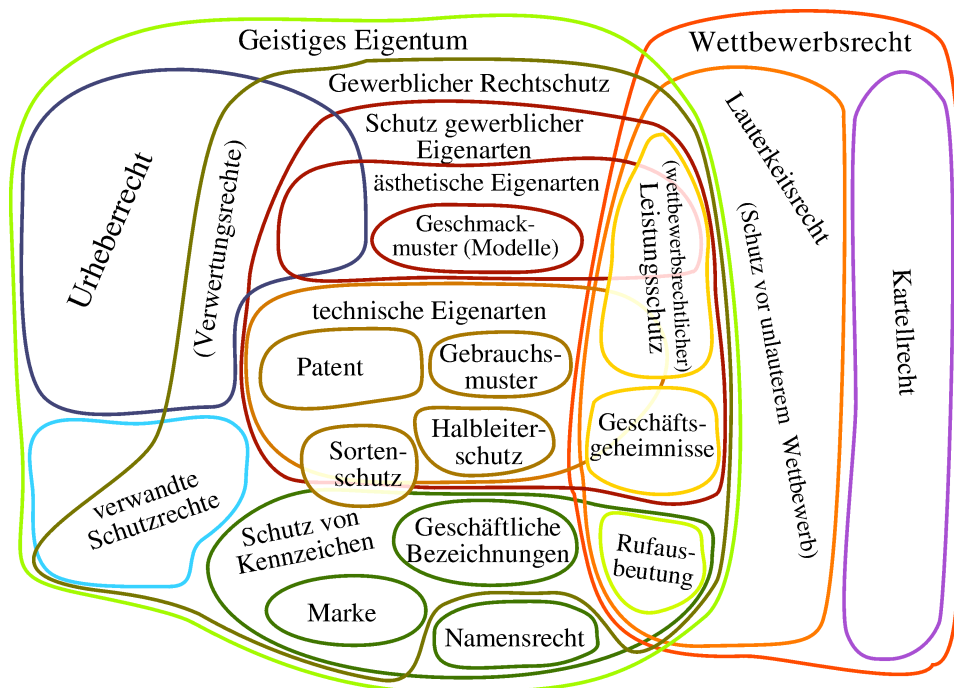 Geistiges Eigentum
Wettbewerbsrecht
Gewerblicher Rechtschutz
Schutz gewerblicher
Eigenarten
ästhetische Eigenarten
Geschmack-
muster (Modelle)
Urheberrecht
(Verwertungsrechte)
(wettbewerbsrechtlicher)
Leistungsschutz
Lauterkeitsrecht
(Schutz vor unlauterem Wettbewerb)
Kartellrecht
technische Eigenarten
Patent
Gebrauchs-
muster
Sorten-
schutz
Halbleiter-
schutz
Geschäfts-
geheimnisse
verwandte
Schutzrechte
Schutz von
Kennzeichen
Geschäftliche
Bezeichnungen
Rufaus-
beutung
Marke
Namensrecht